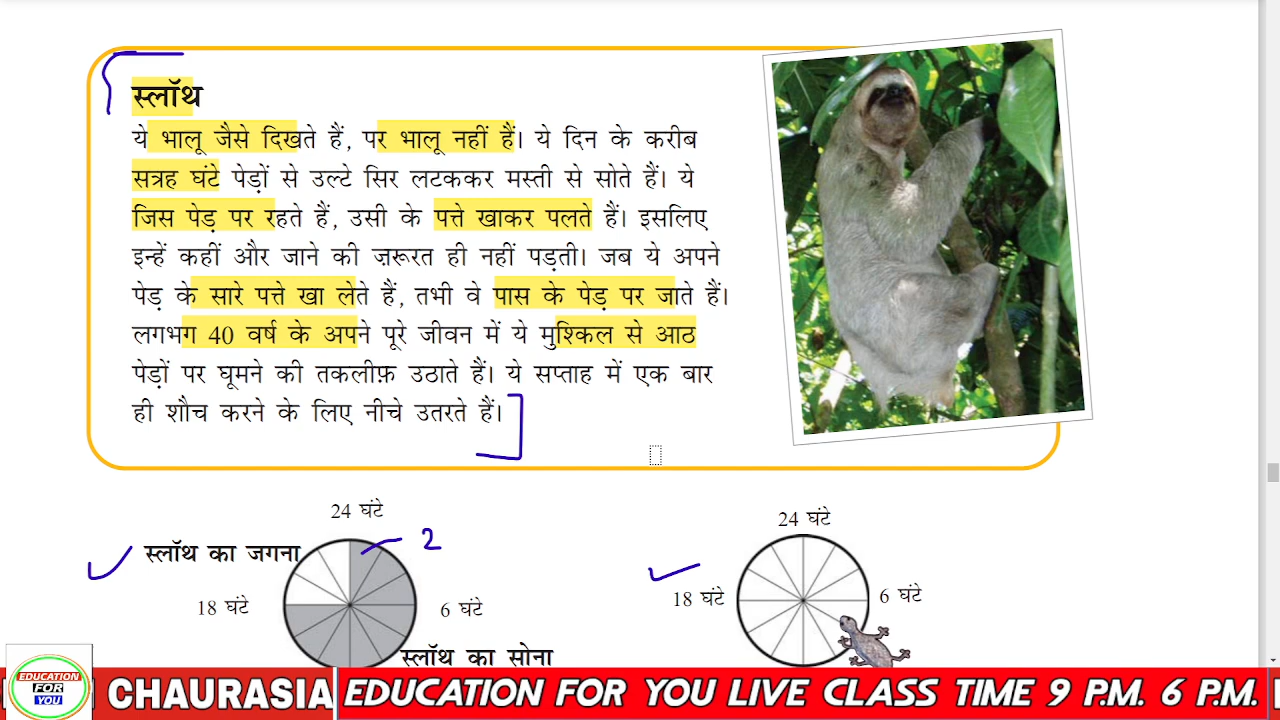 स्लॉथ
ये भालू जैसे दिखते हैं, पर भालू नहीं हैं। ये दिन के करीब
सत्रह घंटे पेड़ों से उल्टे सिर लटककर मस्ती से सोते हैं। ये
जिस पेड़ पर रहते हैं, उसी के पत्ते खाकर पलते हैं। इसलिए
इन्हें कहीं और जाने की ज़रूरत ही नहीं पड़ती। जब ये अपने
पेड़ के सारे पत्ते खा लेते हैं, तभी वे पास के पेड़ पर जाते हैं।
लगभग 40 वर्ष के अपने पूरे जीवन में ये मुश्किल से आठ
पेड़ों पर घूमने की तकलीफ़ उठाते हैं। ये सप्ताह में एक बार
ही शौच करने के लिए नीचे उतरते हैं।
24 घंटे
स्लॉथ का जगना
2
18 घंटे
6 घंटे
स्लॉथ का सोना
24 घंटे
18 घंटे
6 घंटे
EDUCATION
FOR
YOU
CHAURASIA
EDUCATION FOR YOU LIVE CLASS TIME 9 P.M. 6 P.M.